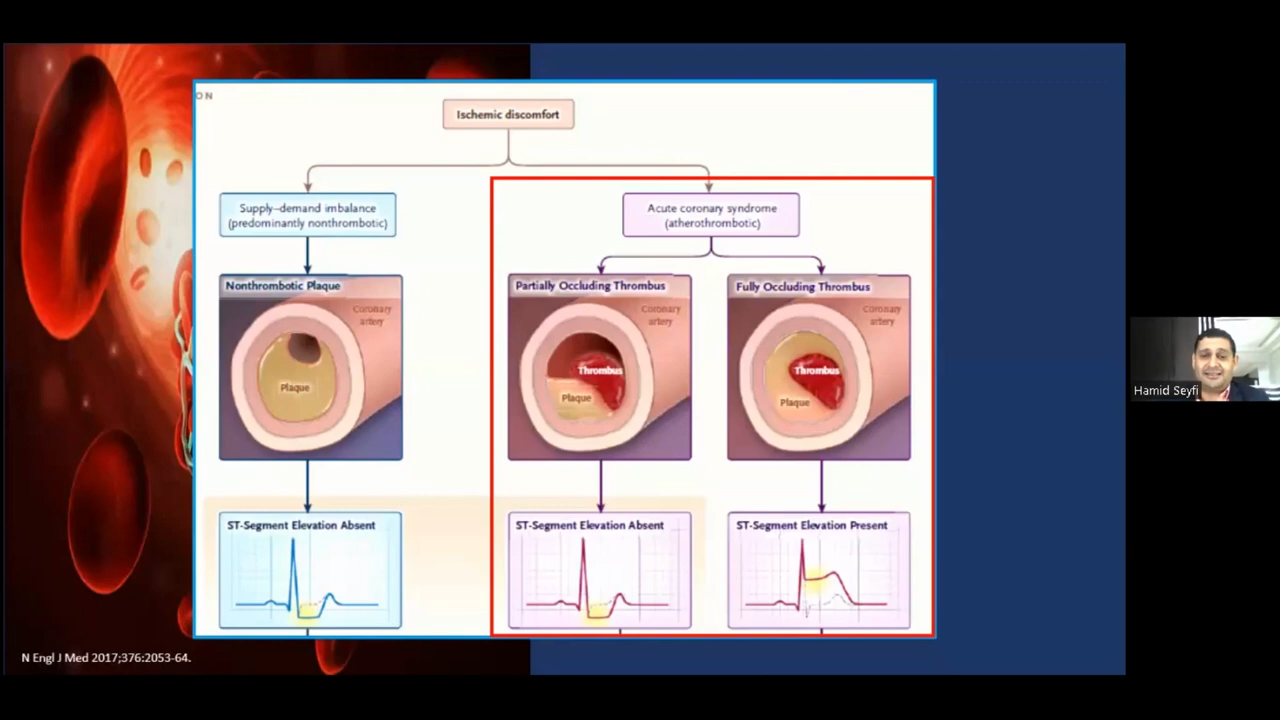 ON
Ischemic discomfort
Supply–demand imbalance
(predominantly nonthrombotic)
Acute coronary syndrome
(atherothrombotic)
Nonthrombotic Plaque
Coronary
artery
Plaque
Partially Occluding Thrombus
Coronary
artery
Thrombus
Plaque
Fully Occluding Thrombus
Coronary
artery
Thrombus
Plaque
ST-Segment Elevation Absent
ST-Segment Elevation Absent
ST-Segment Elevation Present
N Engl J Med 2017;376:2053-64.
Hamid Seyfi